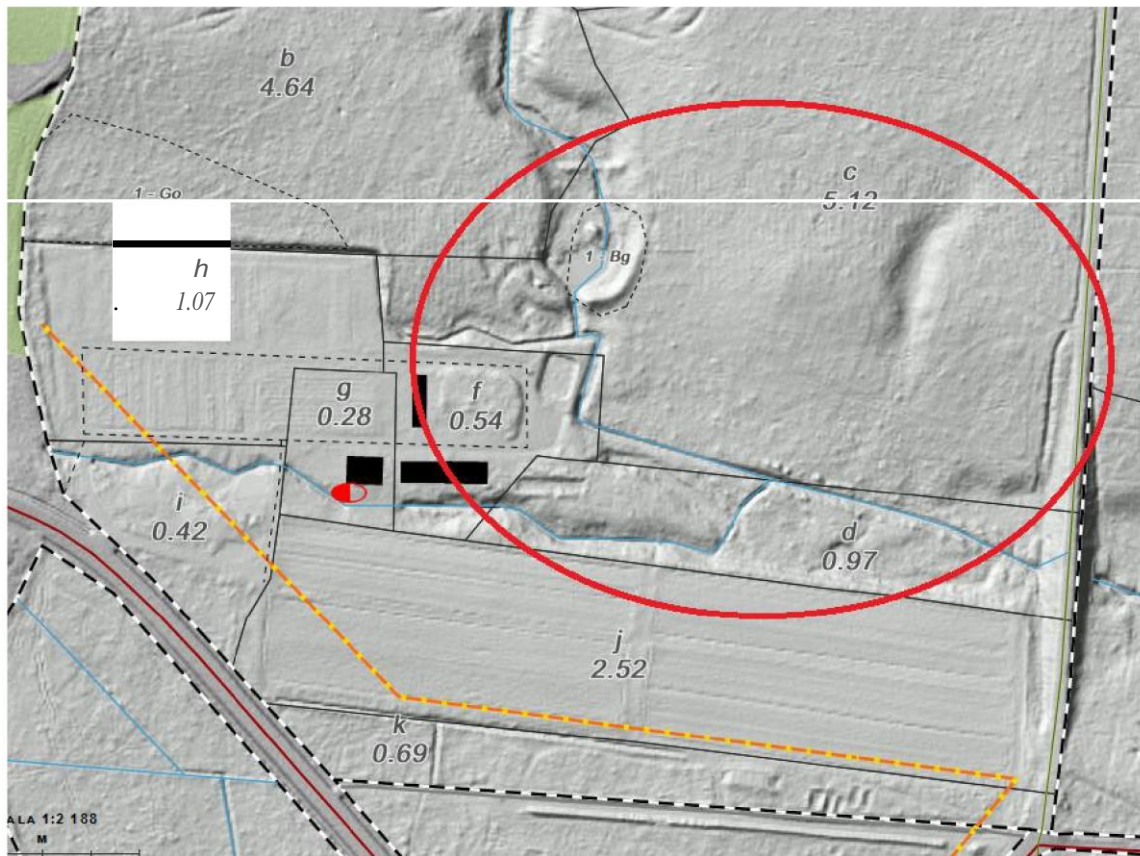 b
4.64
c
5.12
1 - Go
1 - Bg
h
. 1.07
g
0.28
f
0.54
i
0.42
d
0.97
j
2.52
k
0.69
ALA 1:2 188
M